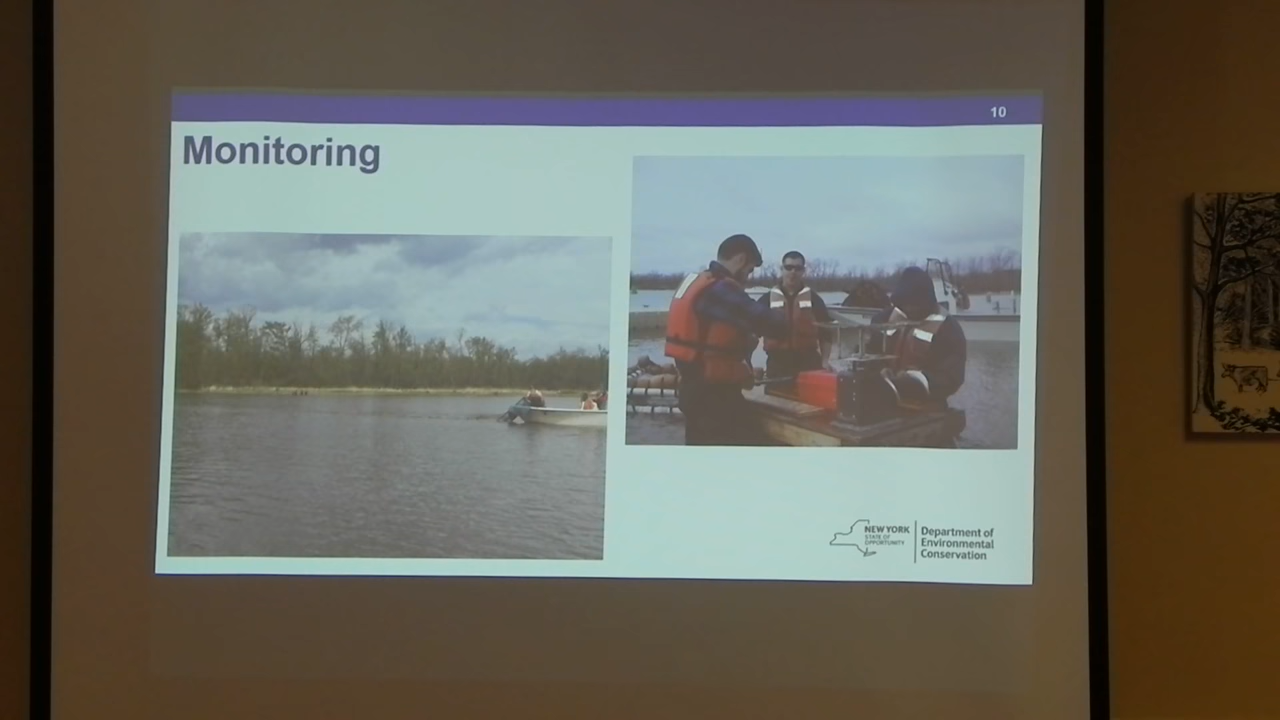 10
Monitoring
NEW YORK
STATE OF
OPPORTUNITY
Department of
Environmental
Conservation